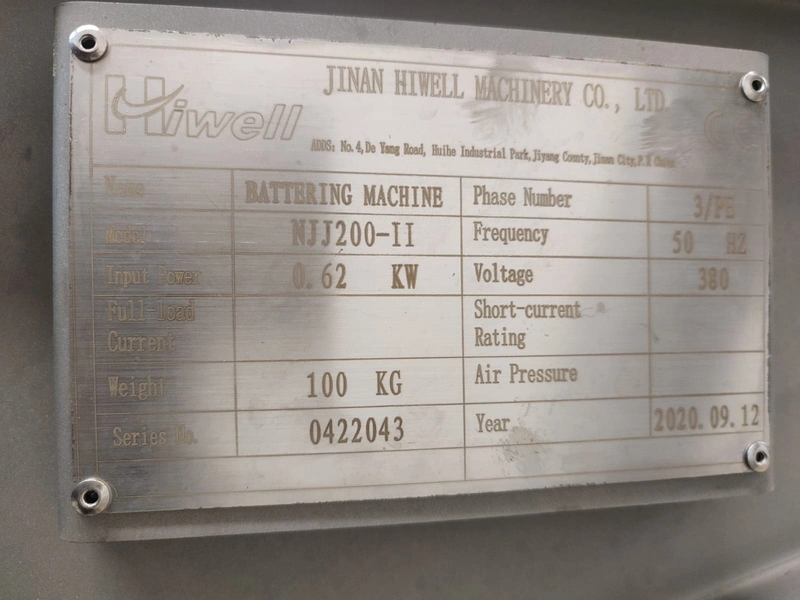 Hiwell
JINAN HIWELL MACHINERY CO., LTD.
ADDS: No.4, De Yang Road, Huihe Industrial Park, Jiyang County, Jinan City, P.R China
Name BATTERING MACHINE Phase Number 3/PE
Model NJJ200-II Frequency 50 HZ
Input Power 0.62 KW Voltage 380
Full-load Current Short-current Rating
Weight 100 KG Air Pressure
Series No. 0422043 Year 2020.09.12